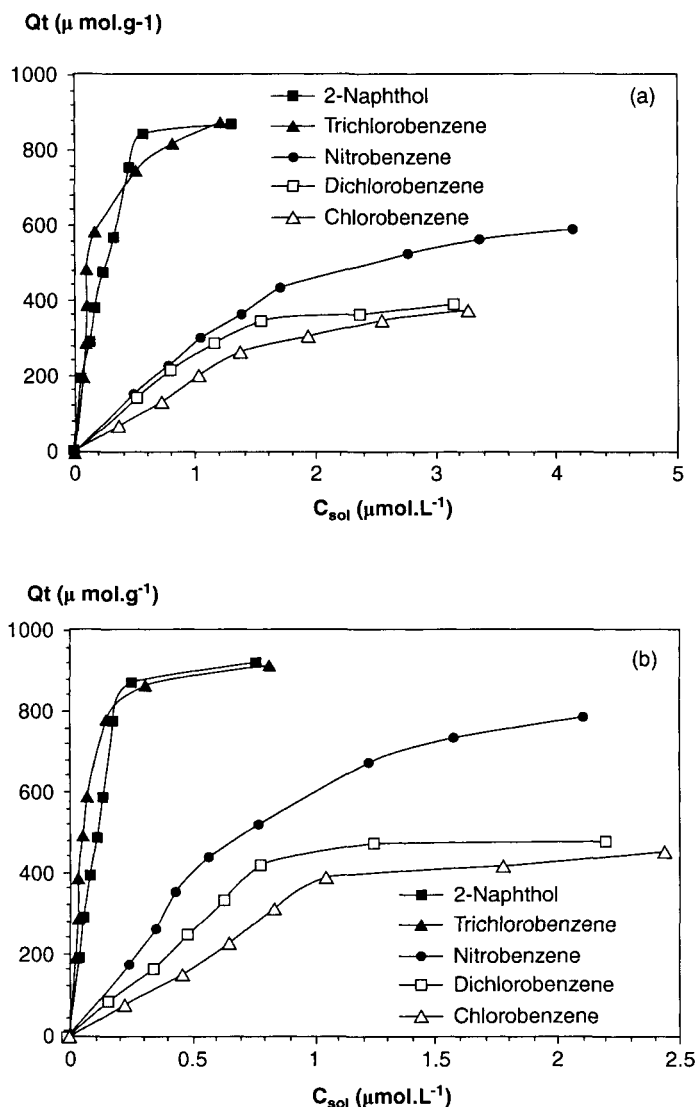 Qt (μ mol.g-1)
1000
800
600
400
200
0
(a)
2-Naphthol
Trichlorobenzene
Nitrobenzene
Dichlorobenzene
Chlorobenzene
0 1 2 3 4 5
Csol (μmol.L⁻¹)
Qt (μ mol.g⁻¹)
1000
800
600
400
200
0
(b)
2-Naphthol
Trichlorobenzene
Nitrobenzene
Dichlorobenzene
Chlorobenzene
0 0.5 1 1.5 2 2.5
Csol (μmol.L⁻¹)